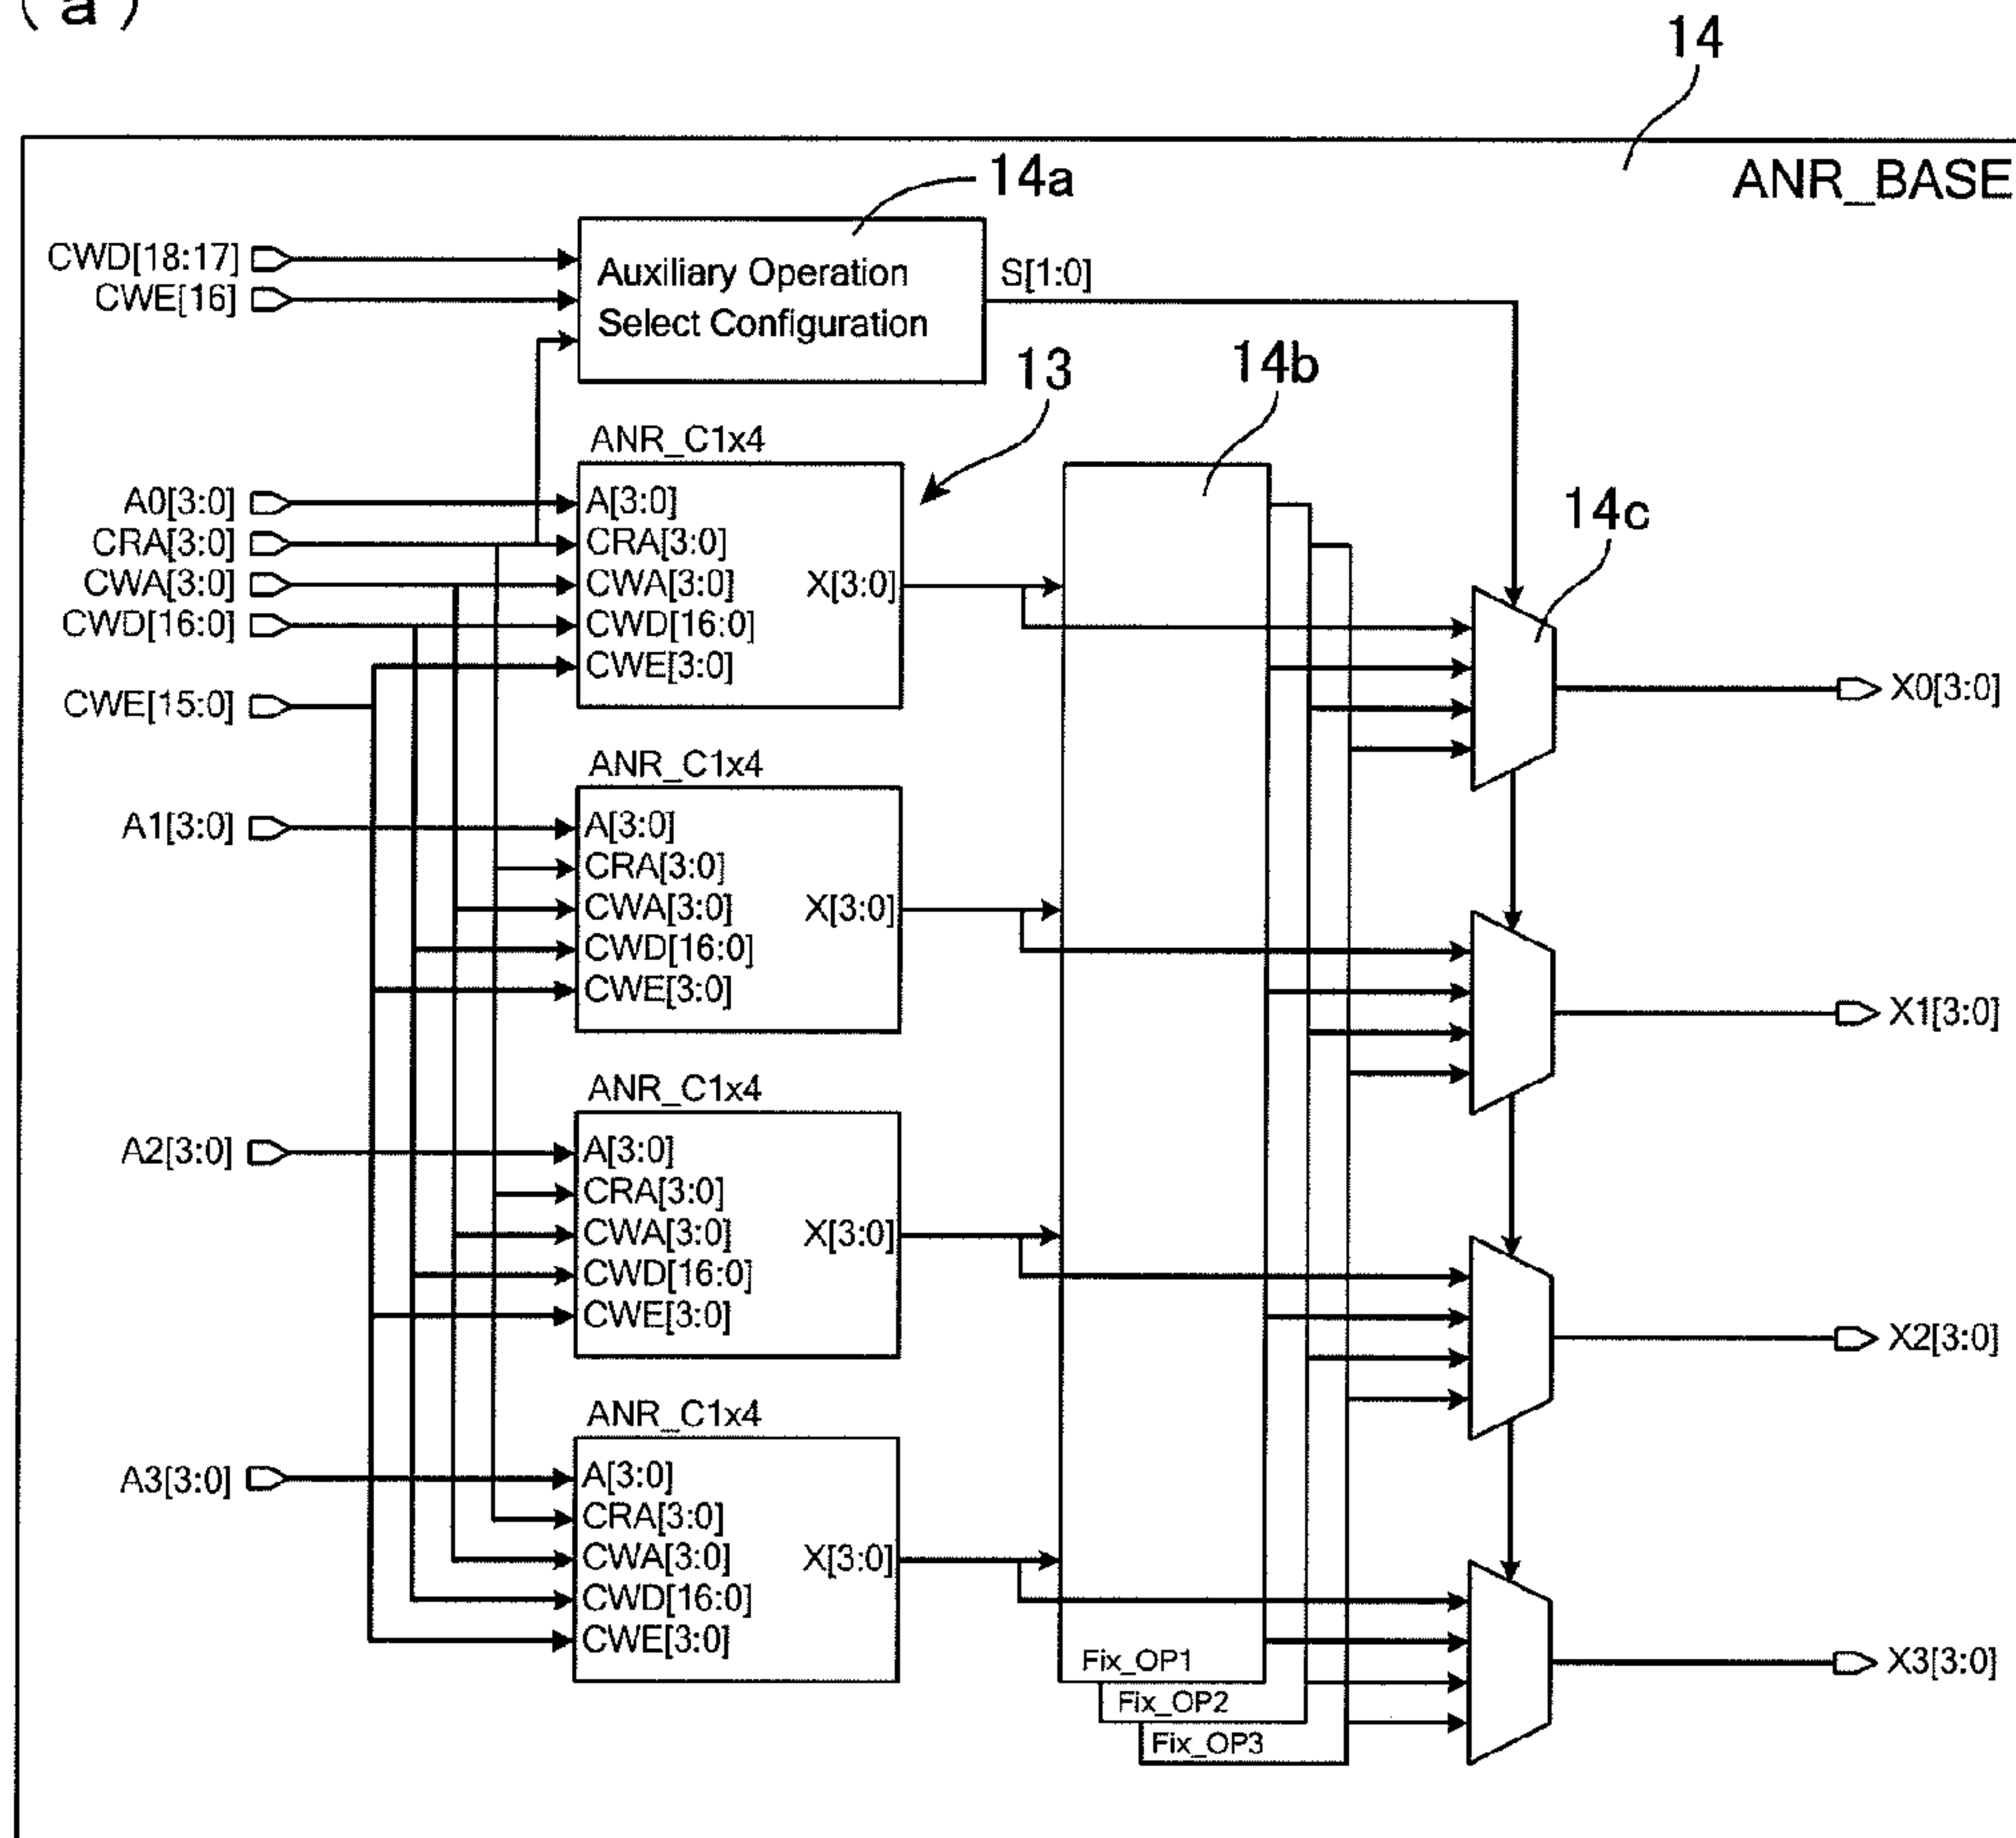 (a)
14
ANR_BASE
14a
CWD[18:17]
CWE[16]
Auxiliary Operation
Select Configuration
S[1:0]
13
14b
14c
ANR_C1x4
A0[3:0]
CRA[3:0]
CWA[3:0]
CWD[16:0]
CWE[15:0]
A[3:0]
CRA[3:0]
CWA[3:0]
CWD[16:0]
CWE[3:0]
X[3:0]
X0[3:0]
ANR_C1x4
A1[3:0]
A[3:0]
CRA[3:0]
CWA[3:0]
CWD[16:0]
CWE[3:0]
X[3:0]
X1[3:0]
ANR_C1x4
A2[3:0]
A[3:0]
CRA[3:0]
CWA[3:0]
CWD[16:0]
CWE[3:0]
X[3:0]
X2[3:0]
ANR_C1x4
A3[3:0]
A[3:0]
CRA[3:0]
CWA[3:0]
CWD[16:0]
CWE[3:0]
X[3:0]
X3[3:0]
Fix_OP1
Fix_OP2
Fix_OP3